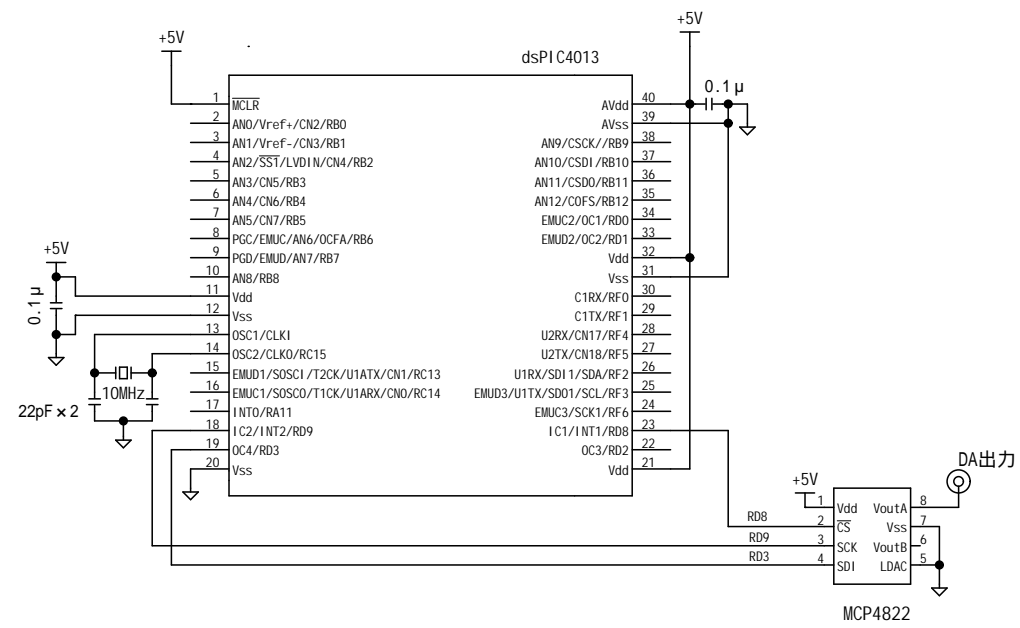 +5V
+5V
dsPIC4013
0.1μ
1 MCLR
2 AN0/Vref+/CN2/RB0
3 AN1/Vref-/CN3/RB1
4 AN2/SS1/LVDIN/CN4/RB2
5 AN3/CN5/RB3
6 AN4/CN6/RB4
7 AN5/CN7/RB5
8 PGC/EMUC/AN6/OCFA/RB6
9 PGD/EMUD/AN7/RB7
10 AN8/RB8
11 Vdd
12 Vss
13 OSC1/CLKI
14 OSC2/CLKO/RC15
15 EMUD1/SOSCI/T2CK/U1ATX/CN1/RC13
16 EMUC1/SOSCO/T1CK/U1ARX/CN0/RC14
17 INT0/RA11
18 IC2/INT2/RD9
19 OC4/RD3
20 Vss
AVdd 40
AVss 39
AN9/CSCK//RB9 38
AN10/CSDI/RB10 37
AN11/CSDO/RB11 36
AN12/COFS/RB12 35
EMUC2/OC1/RD0 34
EMUD2/OC2/RD1 33
Vdd 32
Vss 31
C1RX/RF0 30
C1TX/RF1 29
U2RX/CN17/RF4 28
U2TX/CN18/RF5 27
U1RX/SDI1/SDA/RF2 26
EMUD3/U1TX/SDO1/SCL/RF3 25
EMUC3/SCK1/RF6 24
IC1/INT1/RD8 23
OC3/RD2 22
Vdd 21
+5V
0.1μ
10MHz
22pF×2
DA出力
+5V
RD8
RD9
RD3
1 Vdd VoutA 8
2 CS Vss 7
3 SCK VoutB 6
4 SDI LDAC 5
MCP4822